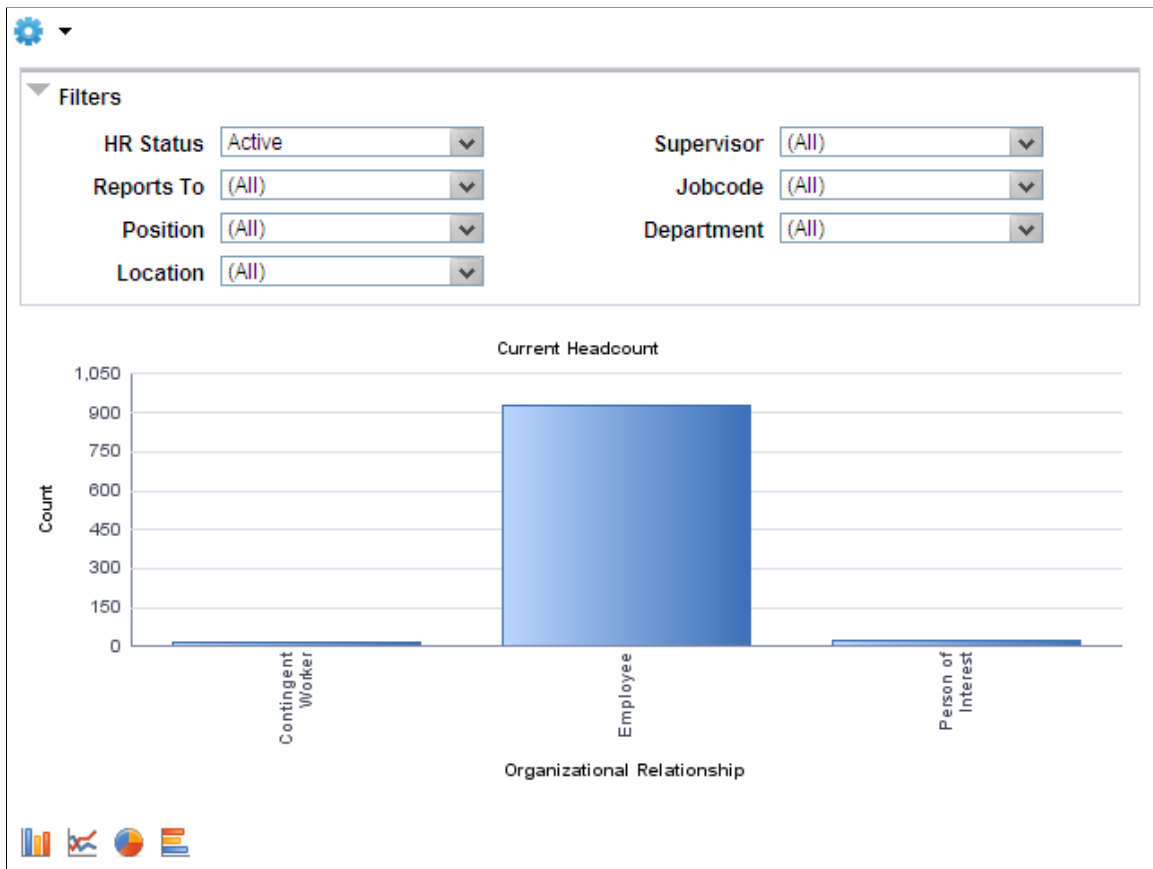 Filters
HR Status Active Supervisor (All)
Reports To (All) Jobcode (All)
Position (All) Department (All)
Location (All)
Current Headcount
1,050
900
750
600
450
300
150
0
Count
Contingent
Worker
Employee
Person of
Interest
Organizational Relationship